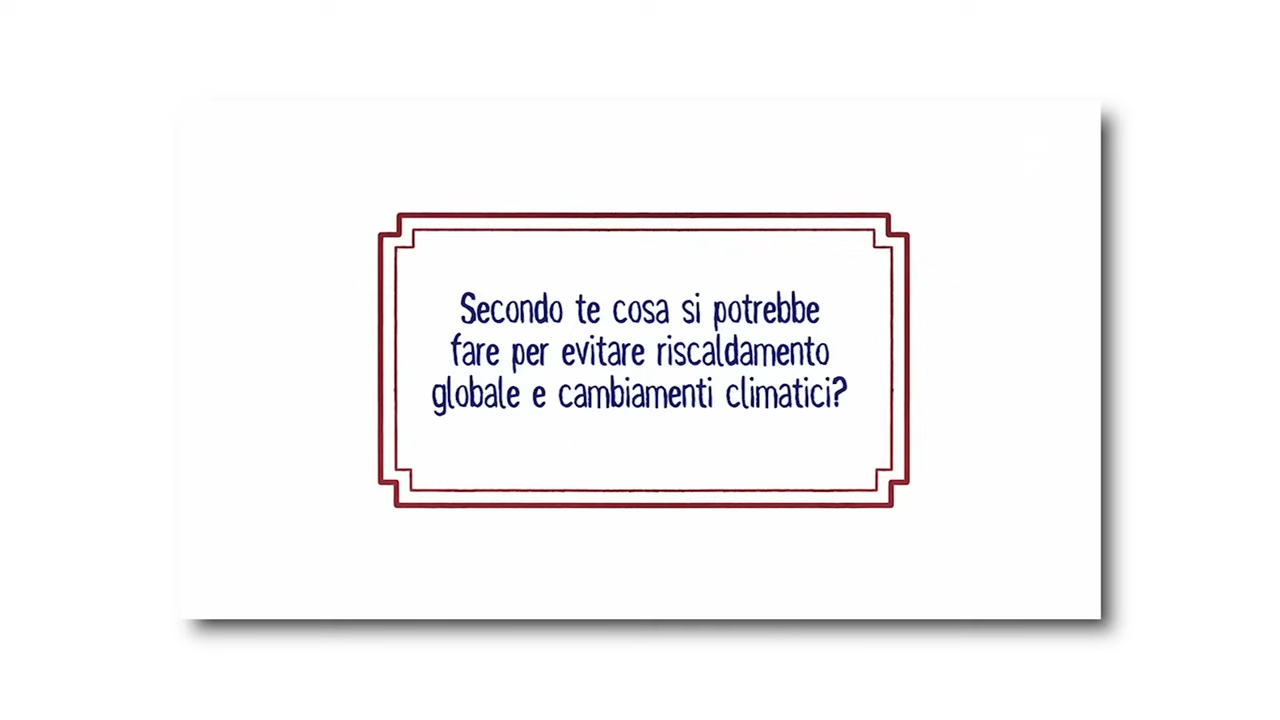 Secondo te cosa si potrebbe
fare per evitare riscaldamento
globale e cambiamenti climatici?